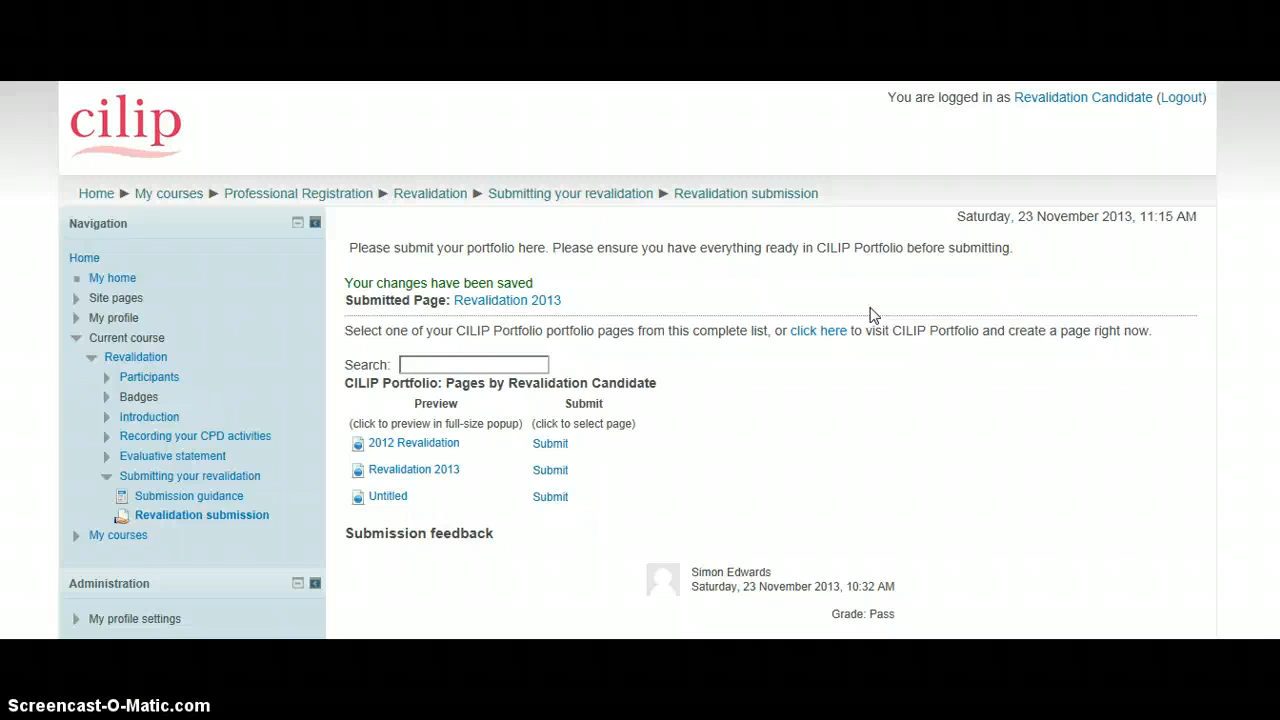 cilip
You are logged in as Revalidation Candidate (Logout)
Home ▶ My courses ▶ Professional Registration ▶ Revalidation ▶ Submitting your revalidation ▶ Revalidation submission
Saturday, 23 November 2013, 11:15 AM
Navigation
Home
My home
Site pages
My profile
Current course
Revalidation
Participants
Badges
Introduction
Recording your CPD activities
Evaluative statement
Submitting your revalidation
Submission guidance
Revalidation submission
My courses
Administration
My profile settings
Please submit your portfolio here. Please ensure you have everything ready in CILIP Portfolio before submitting.
Your changes have been saved
Submitted Page: Revalidation 2013
Select one of your CILIP Portfolio portfolio pages from this complete list, or click here to visit CILIP Portfolio and create a page right now.
Search:
CILIP Portfolio: Pages by Revalidation Candidate
Preview Submit
(click to preview in full-size popup) (click to select page)
2012 Revalidation Submit
Revalidation 2013 Submit
Untitled Submit
Submission feedback
Simon Edwards
Saturday, 23 November 2013, 10:32 AM
Grade: Pass
Screencast-O-Matic.com